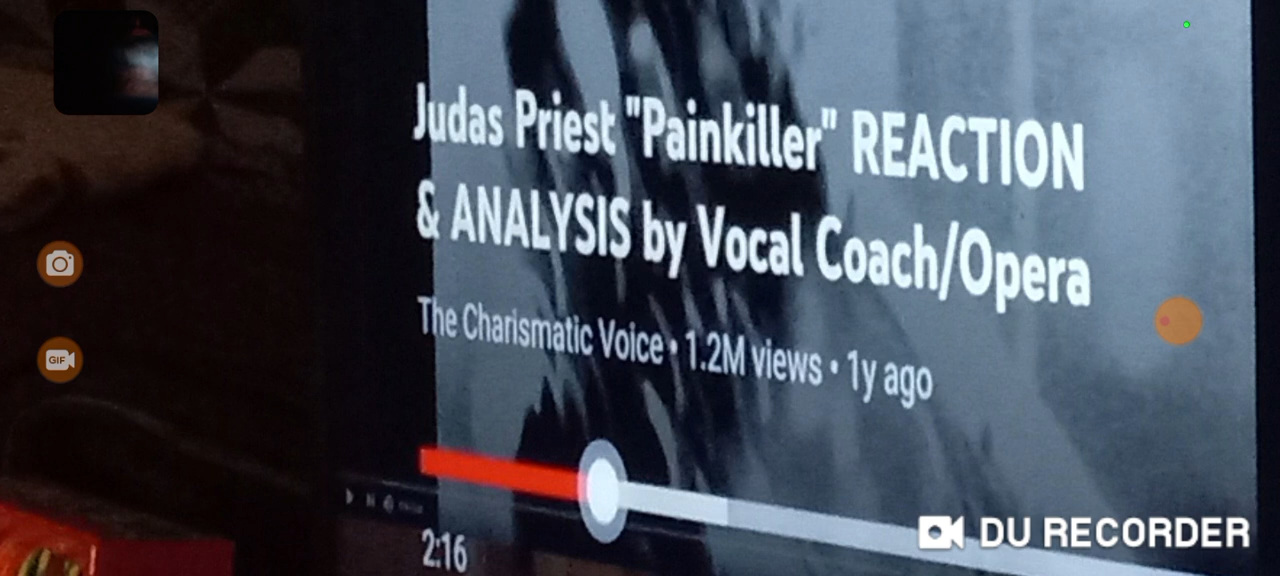 Judas Priest "Painkiller" REACTION
& ANALYSIS by Vocal Coach/Opera
The Charismatic Voice • 1.2M views • 1y ago
GIF
2:16
DU RECORDER